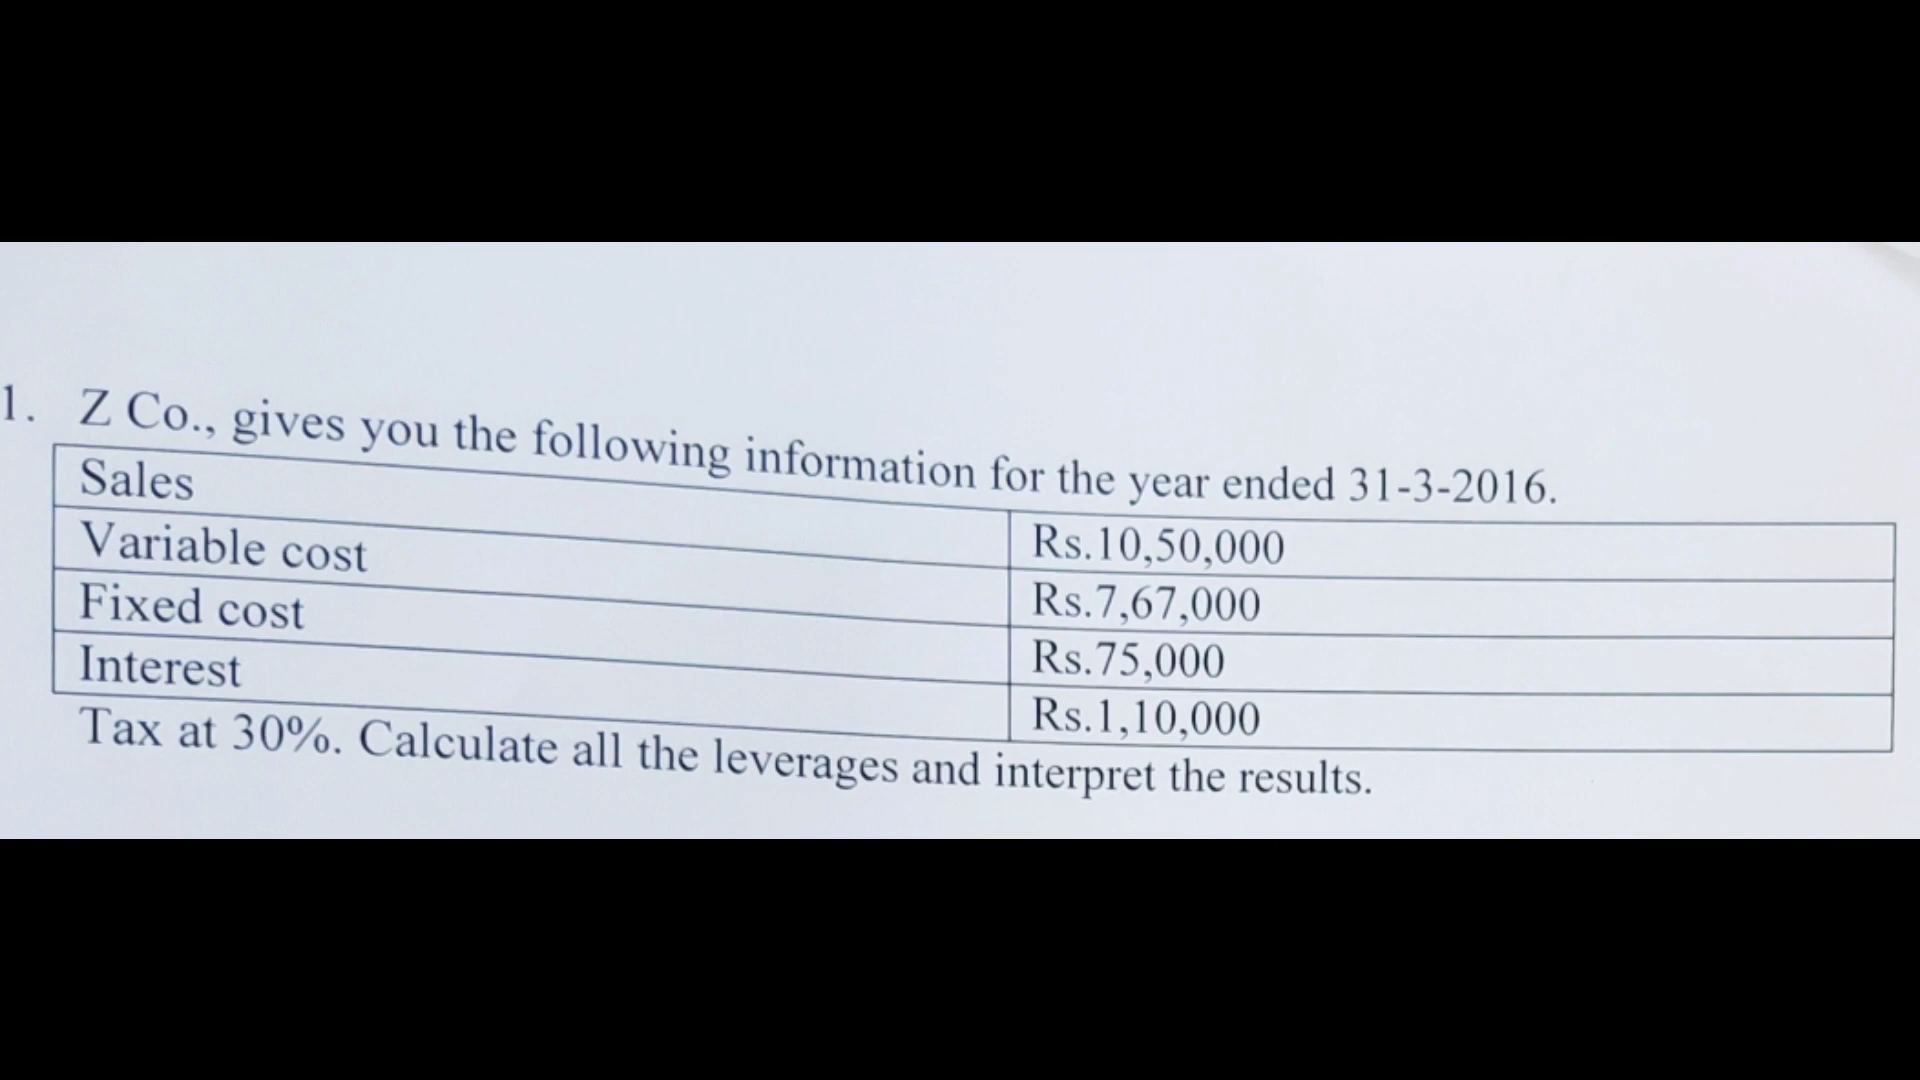 1. Z Co., gives you the following information for the year ended 31-3-2016.
Sales Rs.10,50,000
Variable cost Rs.7,67,000
Fixed cost Rs.75,000
Interest Rs.1,10,000
Tax at 30%. Calculate all the leverages and interpret the results.